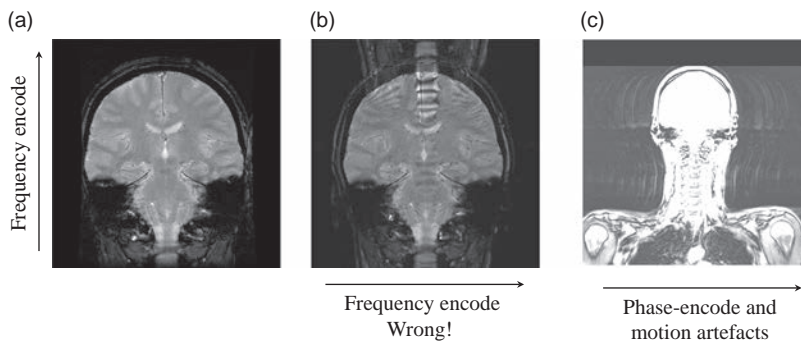 (a)
(b)
(c)
Frequency encode
Frequency encode
Wrong!
Phase-encode and
motion artefacts